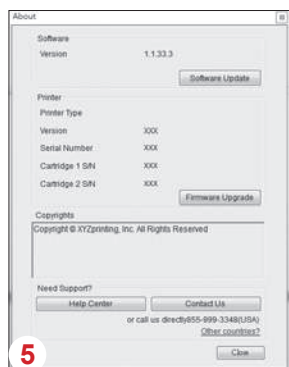 About
Software
Version 1.1.33.3
Software Update
Printer
Printer Type
Version XXX
Serial Number XXX
Cartridge 1 S/N XXX
Cartridge 2 S/N XXX
Firmware Upgrade
Copyrights
Copyright © XYZprinting, Inc. All Rights Reserved
Need Support?
Help Center Contact Us
or call us directly855-999-3348(USA)
Other countries?
Close
5